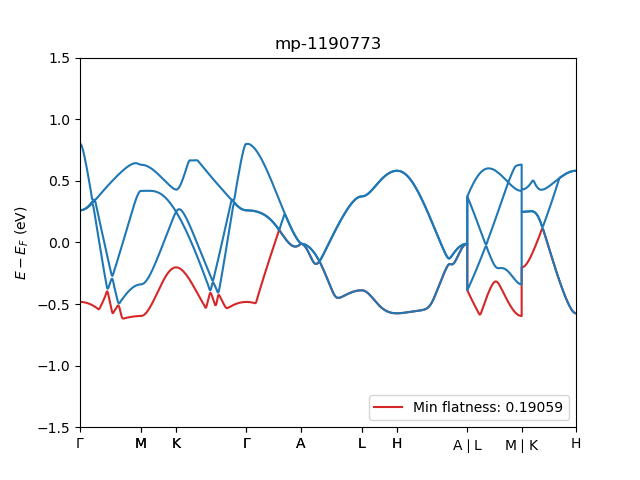 mp-1190773
1.5
1.0
0.5
0.0
−0.5
−1.0
−1.5
E − E_F (eV)
Min flatness: 0.19059
Γ M K Γ A L H A | L M | K H